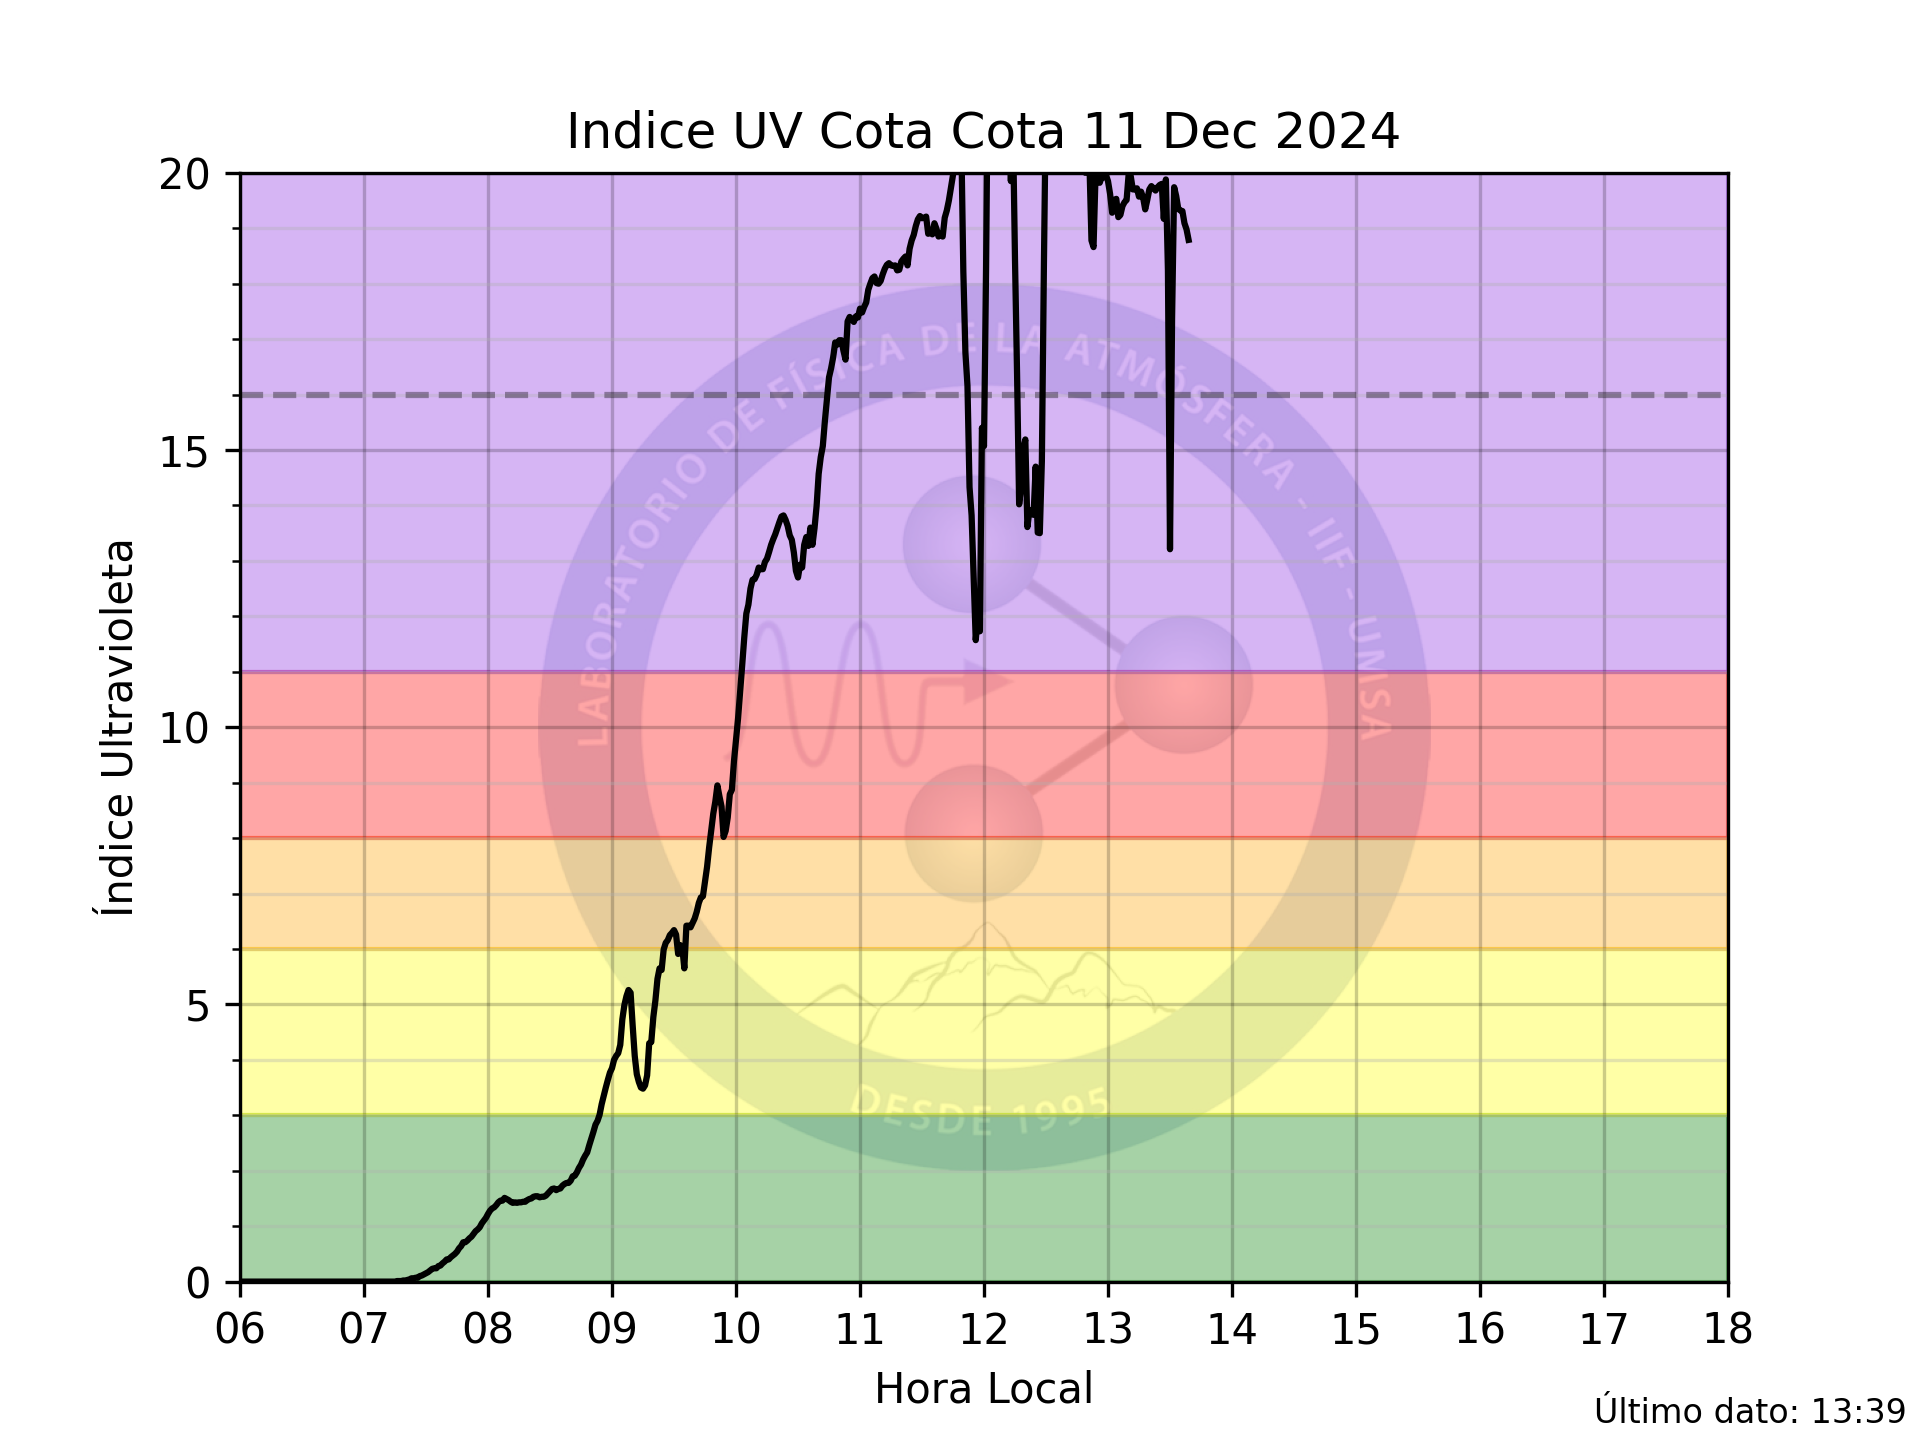 Indice UV Cota Cota 11 Dec 2024
20
15
10
5
0
Índice Ultravioleta
LABORATORIO DE FÍSICA DE LA ATMÓSFERA - IIF - UMSA
DESDE 1995
06 07 08 09 10 11 12 13 14 15 16 17 18
Hora Local
Último dato: 13:39